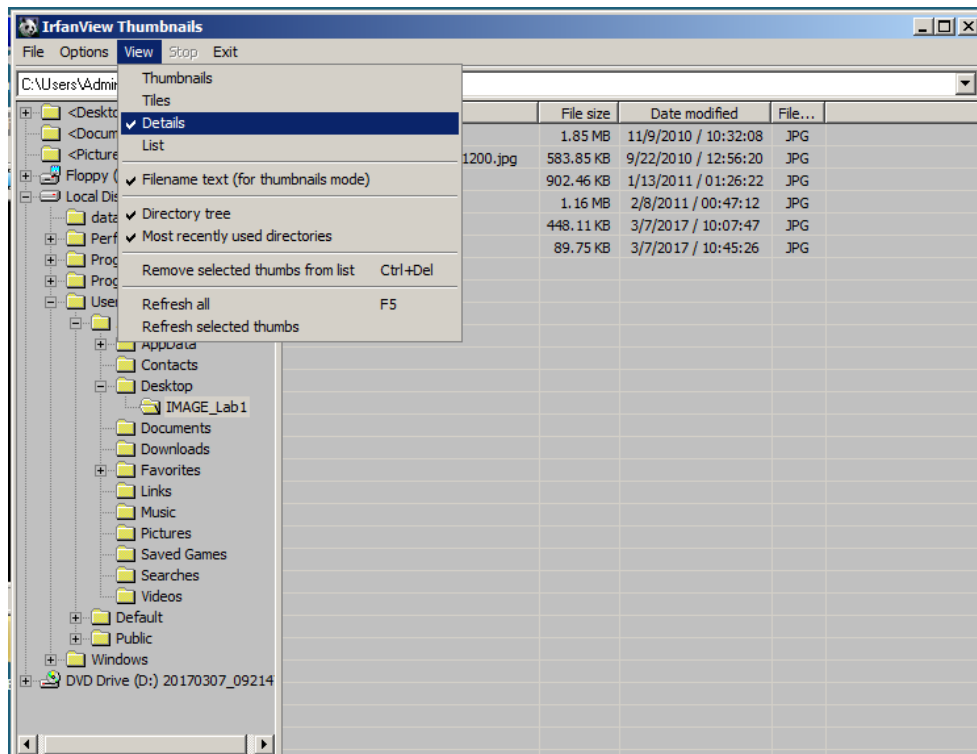 IrfanView Thumbnails
File Options View Stop Exit
C:\Users\Admin
Thumbnails
Tiles
Details
List
Filename text (for thumbnails mode)
Directory tree
Most recently used directories
Remove selected thumbs from list Ctrl+Del
Refresh all F5
Refresh selected thumbs
File size Date modified File...
1.85 MB 11/9/2010 / 10:32:08 JPG
1200.jpg 583.85 KB 9/22/2010 / 12:56:20 JPG
902.46 KB 1/13/2011 / 01:26:22 JPG
1.16 MB 2/8/2011 / 00:47:12 JPG
448.11 KB 3/7/2017 / 10:07:47 JPG
89.75 KB 3/7/2017 / 10:45:26 JPG
<Deskto
<Docum
<Picture
Floppy (
Local Dis
data
Perf
Prog
Prog
User
AppData
Contacts
Desktop
IMAGE_Lab1
Documents
Downloads
Favorites
Links
Music
Pictures
Saved Games
Searches
Videos
Default
Public
Windows
DVD Drive (D:) 20170307_09214